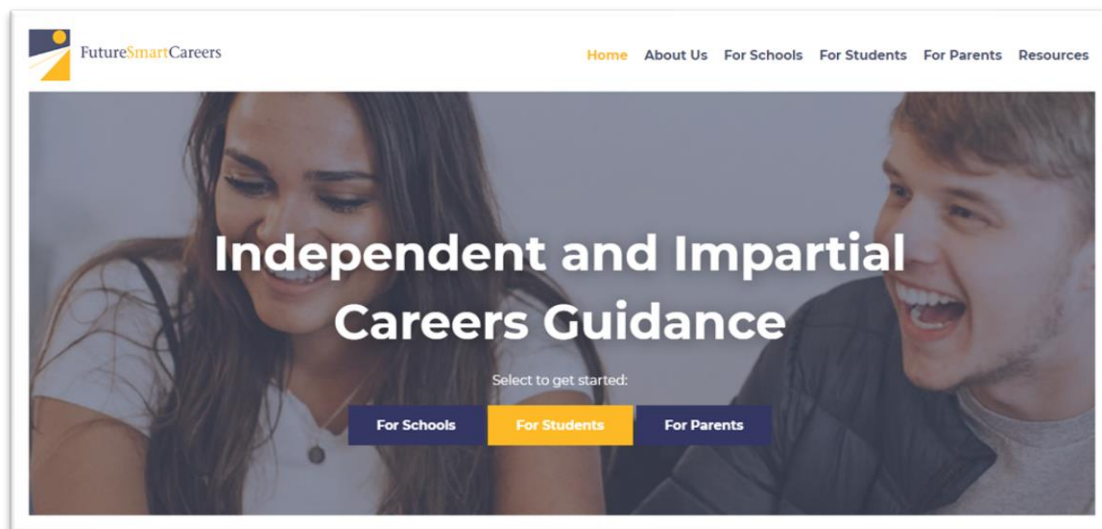 FutureSmartCareers
Home About Us For Schools For Students For Parents Resources
Independent and Impartial
Careers Guidance
Select to get started:
For Schools For Students For Parents